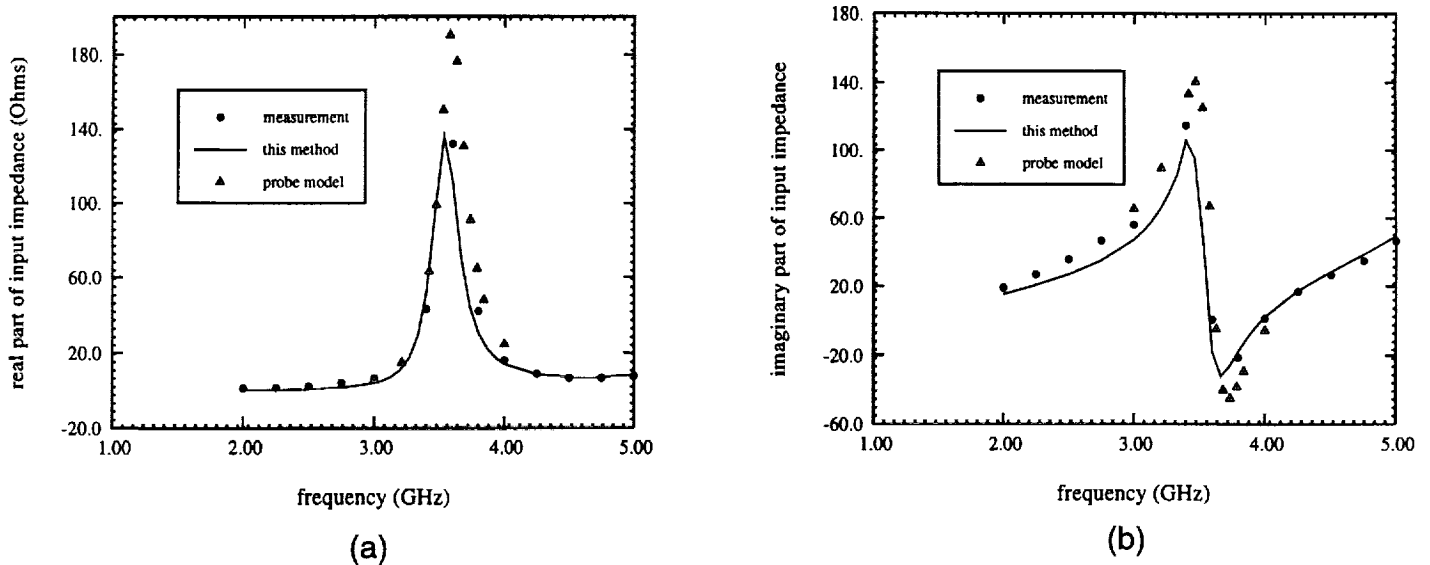 real part of input impedance (Ohms)
180.
140.
100.
60.0
20.0
-20.0
measurement
this method
probe model
1.00 2.00 3.00 4.00 5.00
frequency (GHz)
(a)
imaginary part of input impedance
180.
140.
100.
60.0
20.0
-20.0
-60.0
measurement
this method
probe model
1.00 2.00 3.00 4.00 5.00
frequency (GHz)
(b)